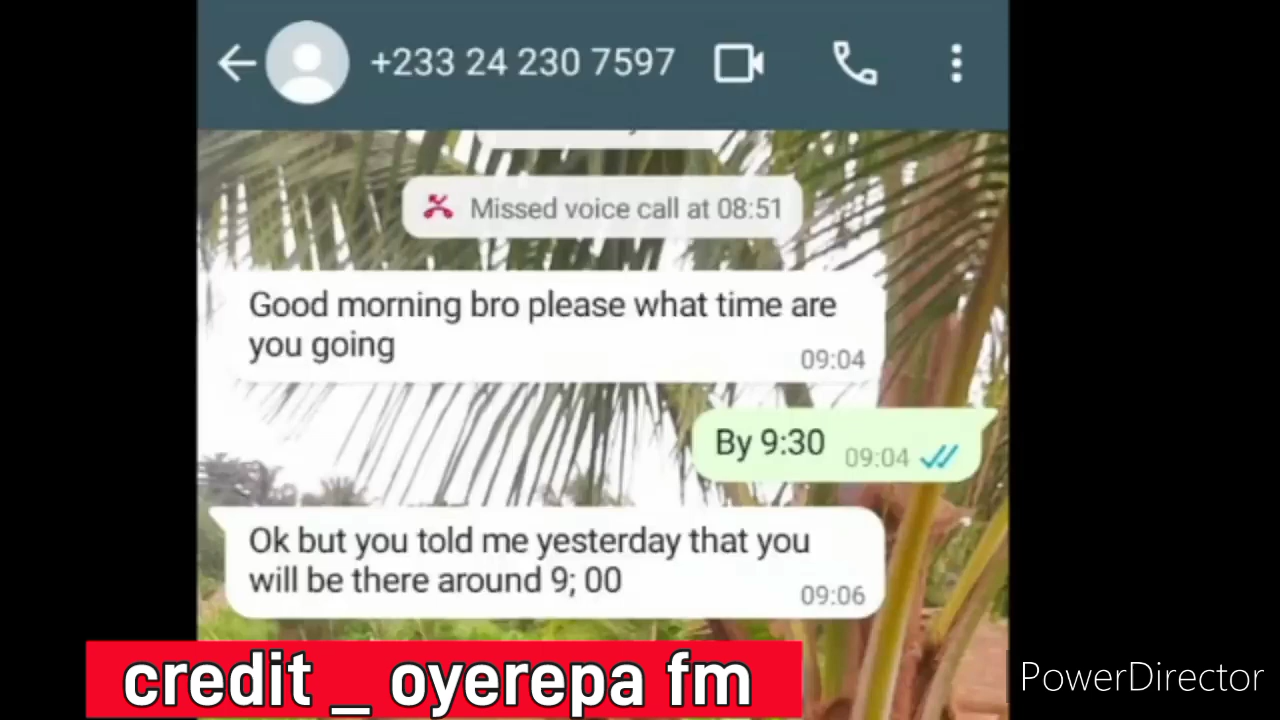 +233 24 230 7597
Missed voice call at 08:51
Good morning bro please what time are
you going
09:04
By 9:30
09:04
Ok but you told me yesterday that you
will be there around 9; 00
09:06
credit _ oyerepa fm
PowerDirector